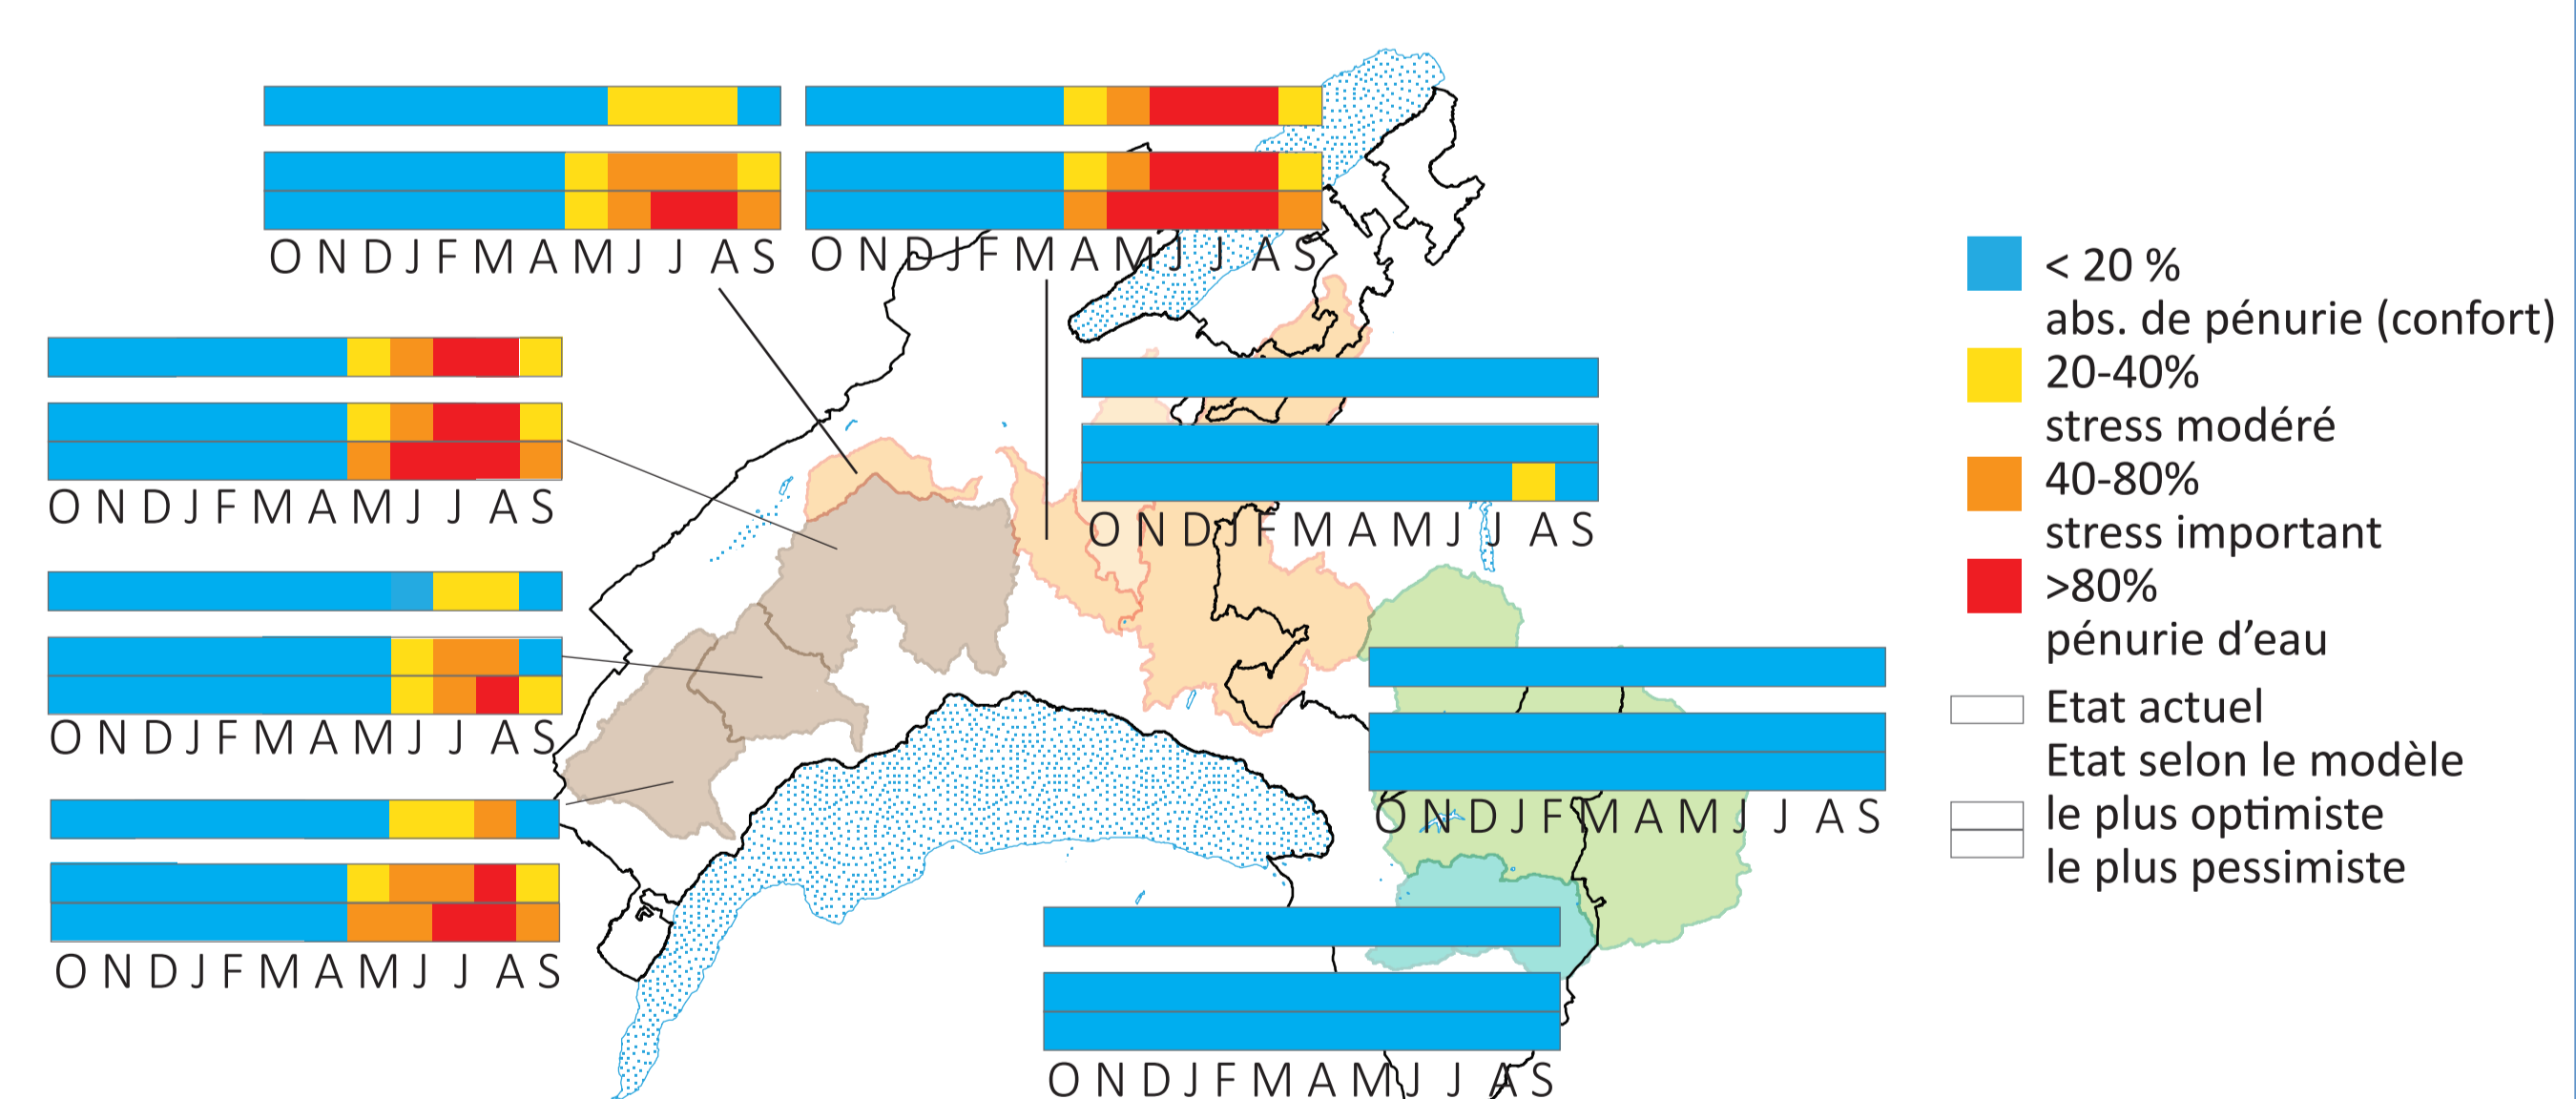 O N D J F M A M J J A S
O N D J F M A M J J A S
O N D J F M A M J J A S
O N D J F M A M J J A S
O N D J F M A M J J A S
O N D J F M A M J J A S
O N D J F M A M J J A S
O N D J F M A M J J A S
< 20 %
abs. de pénurie (confort)
20-40%
stress modéré
40-80%
stress important
>80%
pénurie d’eau
Etat actuel
Etat selon le modèle
le plus optimiste
le plus pessimiste